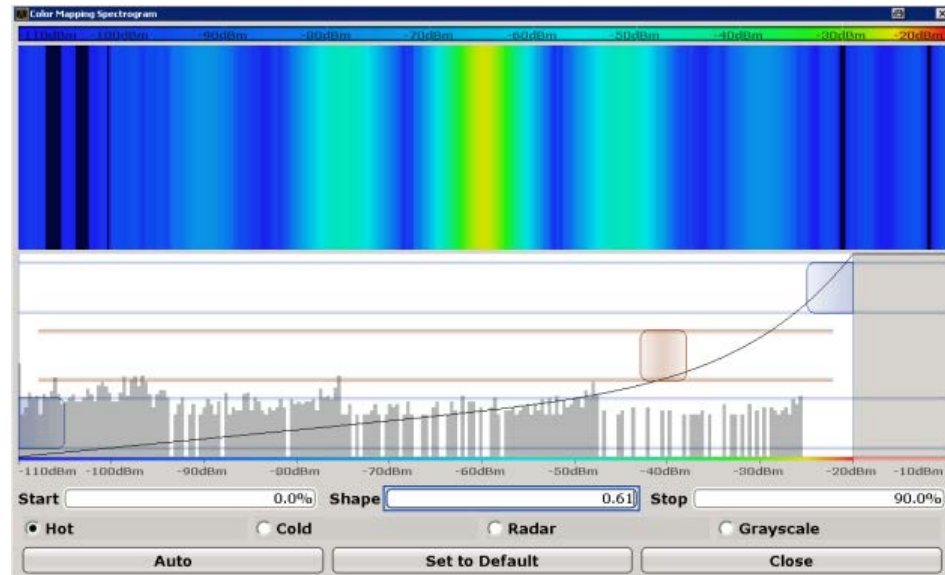 Color Mapping Spectrogram
-110dBm -100dBm -90dBm -80dBm -70dBm -60dBm -50dBm -40dBm -30dBm -20dBm
-110dBm -100dBm -90dBm -80dBm -70dBm -60dBm -50dBm -40dBm -30dBm -20dBm -10dBm
Start 0.0% Shape 0.61 Stop 90.0%
Hot Cold Radar Grayscale
Auto Set to Default Close